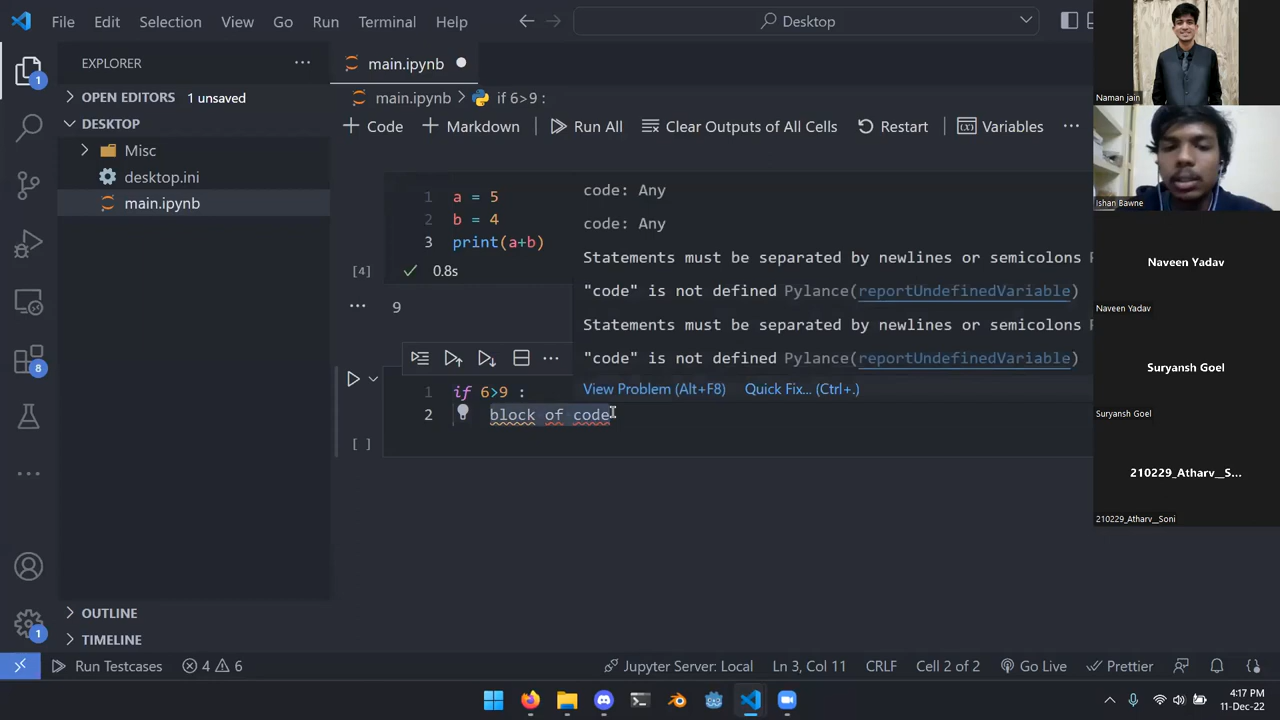 File Edit Selection View Go Run Terminal Help
Desktop
EXPLORER
main.ipynb
OPEN EDITORS 1 unsaved
main.ipynb > if 6>9 :
DESKTOP
Code Markdown Run All Clear Outputs of All Cells Restart Variables
Misc
desktop.ini
main.ipynb
1 a = 5
2 b = 4
3 print(a+b)
[4] 0.8s
9
code: Any
code: Any
Statements must be separated by newlines or semicolons
"code" is not defined Pylance(reportUndefinedVariable)
Statements must be separated by newlines or semicolons
"code" is not defined Pylance(reportUndefinedVariable)
View Problem (Alt+F8) Quick Fix... (Ctrl+.)
1 if 6>9 :
2 block of code
[ ]
Naman jain
Ishan Bawne
Naveen Yadav
Naveen Yadav
Suryansh Goel
Suryansh Goel
210229_Atharv__S...
210229_Atharv__Soni
1
8
1
OUTLINE
TIMELINE
Run Testcases 4 6 Jupyter Server: Local Ln 3, Col 11 CRLF Cell 2 of 2 Go Live Prettier
4:17 PM
11-Dec-22